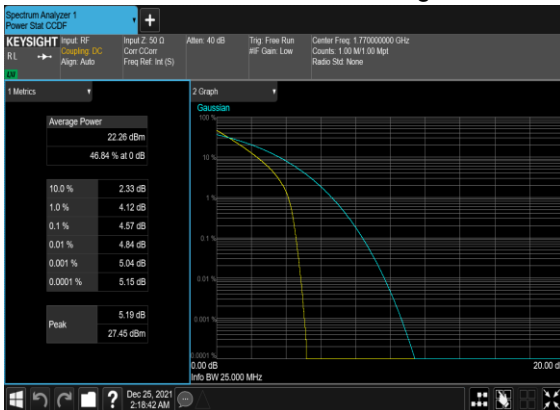 Spectrum Analyzer 1
Power Stat CCDF
KEYSIGHT
RL
Input: RF
Coupling: DC
Align: Auto
Input Z: 50 Ω
Corr CCorr
Freq Ref: Int (S)
Atten: 40 dB
Trig: Free Run
#IF Gain: Low
Center Freq: 1.770000000 GHz
Counts: 1.00 M/1.00 Mpt
Radio Std: None
1 Metrics
Average Power
22.26 dBm
46.84 % at 0 dB
10.0 % 2.33 dB
1.0 % 4.12 dB
0.1 % 4.57 dB
0.01 % 4.84 dB
0.001 % 5.04 dB
0.0001 % 5.15 dB
Peak
5.19 dB
27.45 dBm
2 Graph
Gaussian
100 %
10 %
1 %
0.1 %
0.01 %
0.001 %
0.0001 %
0.00 dB
20.00 d
Info BW 25.000 MHz
?
Dec 25, 2021
2:18:42 AM